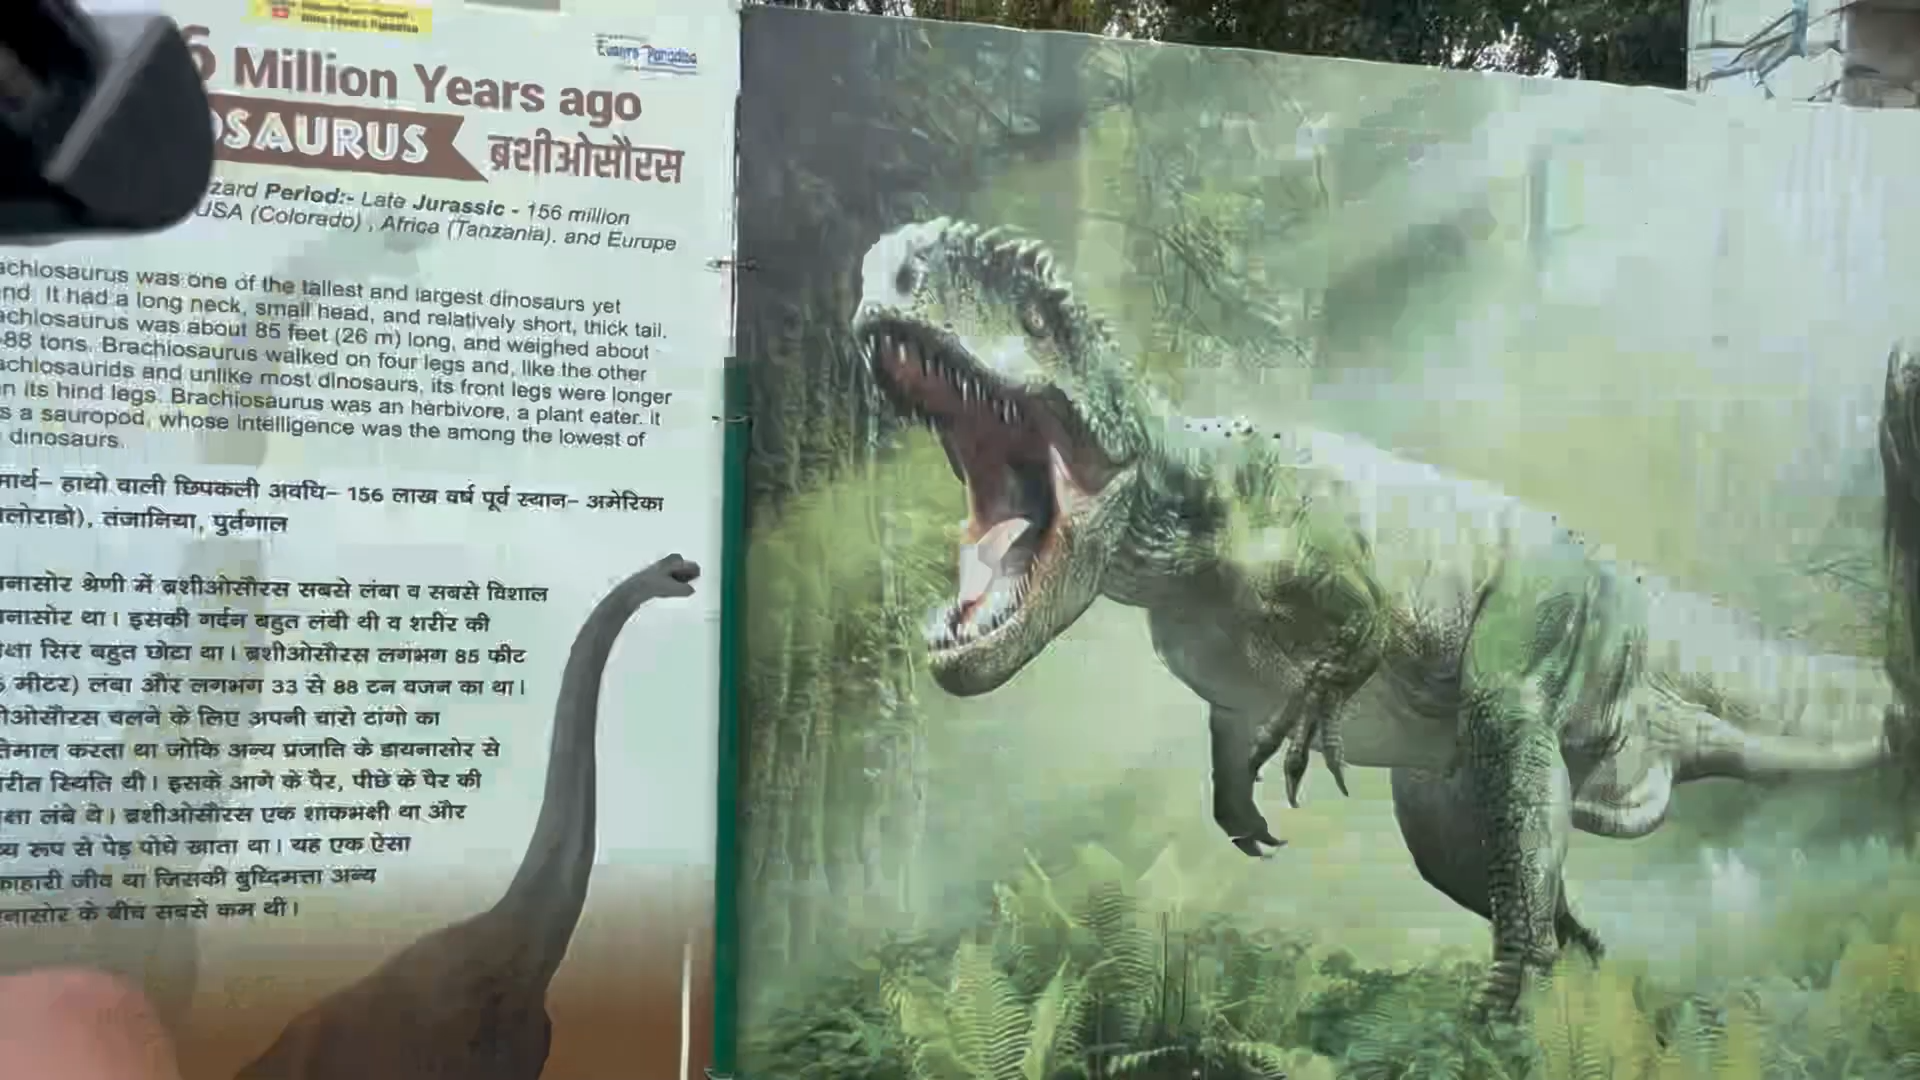 6 Million Years ago
OSAURUS ब्रशीओसौरस
zard Period:- Late Jurassic - 156 million
USA (Colorado) , Africa (Tanzania). and Europe
achiosaurus was one of the tallest and largest dinosaurs yet
nd. It had a long neck, small head, and relatively short, thick tail.
achiosaurus was about 85 feet (26 m) long, and weighed about
-88 tons. Brachiosaurus walked on four legs and, like the other
achiosaurids and unlike most dinosaurs, its front legs were longer
n its hind legs. Brachiosaurus was an herbivore, a plant eater. it
s a sauropod, whose intelligence was the among the lowest of
dinosaurs.
मार्थ– हाथो वाली छिपकली अवधि– 156 लाख वर्ष पूर्व स्थान– अमेरिका
लोराडो), तंजानिया, पुर्तगाल
नासोर श्रेणी में ब्रशीओसौरस सबसे लंबा व सबसे विशाल
नासोर था। इसकी गर्दन बहुत लंबी थी व शरीर की
क्षा सिर बहुत छोटा था। ब्रशीओसौरस लगभग 85 फीट
6 मीटर) लंबा और लगभग 33 से 88 टन वजन का था।
ीओसौरस चलने के लिए अपनी चारो टांगो का
तेमाल करता था जोकि अन्य प्रजाति के डायनासोर से
रीत स्थिति थी। इसके आगे के पैर, पीछे के पैर की
क्षा लंबे थे। ब्रशीओसौरस एक शाकभक्षी था और
य रूप से पेड़ पोधे खाता था। यह एक ऐसा
काहारी जीव था जिसकी बुध्दिमत्ता अन्य
नासोर के बीच सबसे कम थी।